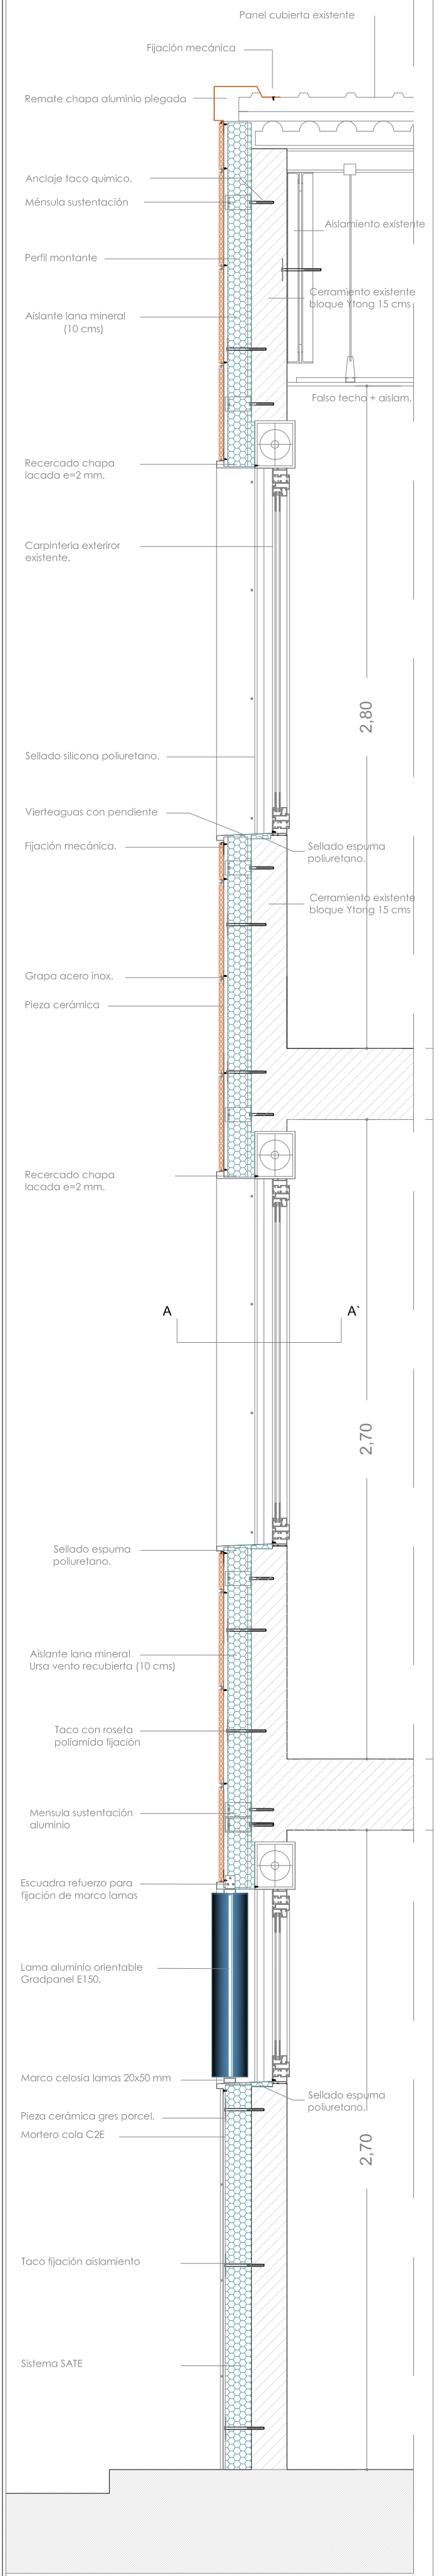 Panel cubierta existente
Fijación mecánica
Remate chapa aluminio plegada
Anclaje taco quimico.
Ménsula sustentación
Aislamiento existente
Perfil montante
Cerramiento existente
bloque Ytong 15 cms
Aislante lana mineral
(10 cms)
Falso techo + aislam.
Recercado chapa
lacada e=2 mm.
Carpinteria exteriror
existente.
2,80
Sellado silicona poliuretano.
Vierteaguas con pendiente
Fijación mecánica.
Sellado espuma
poliuretano.
Cerramiento existente
bloque Ytong 15 cms
Grapa acero inox.
Pieza cerámica
Recercado chapa
lacada e=2 mm.
A
A`
2,70
Sellado espuma
poliuretano.
Aislante lana mineral
Ursa vento recubierta (10 cms)
Taco con roseta
poliamida fijación
Mensula sustentación
aluminio
Escuadra refuerzo para
fijación de marco lamas
Lama aluminio orientable
Gradpanel E150.
Marco celosia lamas 20x50 mm
Sellado espuma
poliuretano.
Pieza cerámica gres porcel.
Mortero cola C2E
2,70
Taco fijación aislamiento
Sistema SATE